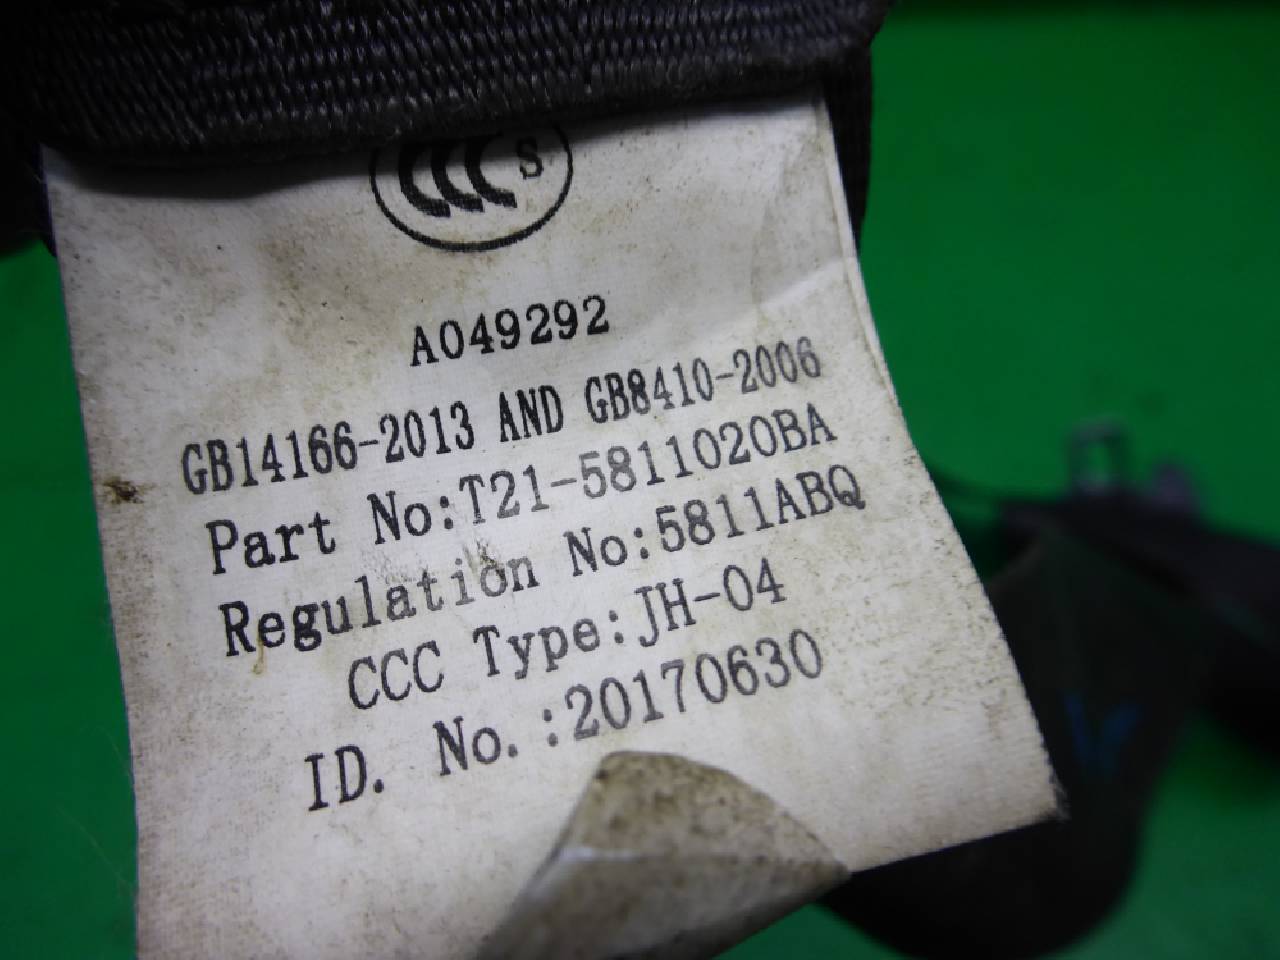 CCC S
A049292
GB14166-2013 AND GB8410-2006
Part No:T21-5811020BA
Regulation No:5811ABQ
CCC Type:JH-04
ID. No.:20170630